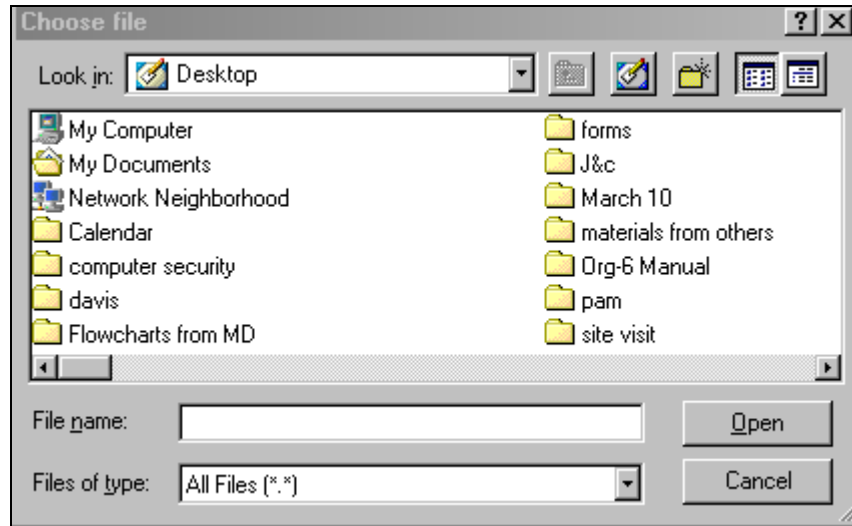 Choose file
Look in: Desktop
My Computer
My Documents
Network Neighborhood
Calendar
computer security
davis
Flowcharts from MD
forms
J&c
March 10
materials from others
Org-6 Manual
pam
site visit
File name:
Open
Files of type: All Files (*.*)
Cancel